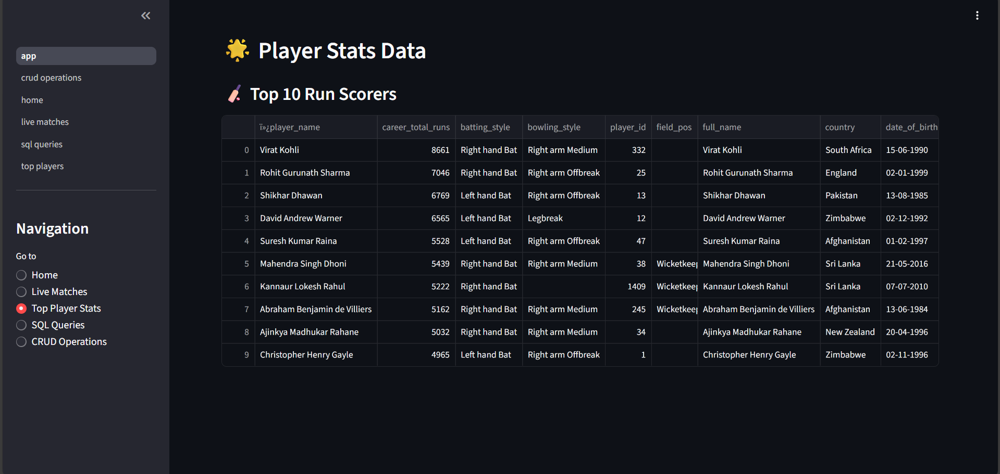 app
crud operations
home
live matches
sql queries
top players
Navigation
Go to
Home
Live Matches
Top Player Stats
SQL Queries
CRUD Operations
Player Stats Data
Top 10 Run Scorers
ï»¿player_name career_total_runs batting_style bowling_style player_id field_pos full_name country date_of_birth
0 Virat Kohli 8661 Right hand Bat Right arm Medium 332 Virat Kohli South Africa 15-06-1990
1 Rohit Gurunath Sharma 7046 Right hand Bat Right arm Offbreak 25 Rohit Gurunath Sharma England 02-01-1999
2 Shikhar Dhawan 6769 Left hand Bat Right arm Offbreak 13 Shikhar Dhawan Pakistan 13-08-1985
3 David Andrew Warner 6565 Left hand Bat Legbreak 12 David Andrew Warner Zimbabwe 02-12-1992
4 Suresh Kumar Raina 5528 Left hand Bat Right arm Offbreak 47 Suresh Kumar Raina Afghanistan 01-02-1997
5 Mahendra Singh Dhoni 5439 Right hand Bat Right arm Medium 38 Wicketkeep Mahendra Singh Dhoni Sri Lanka 21-05-2016
6 Kannaur Lokesh Rahul 5222 Right hand Bat 1409 Wicketkeep Kannaur Lokesh Rahul Sri Lanka 07-07-2010
7 Abraham Benjamin de Villiers 5162 Right hand Bat Right arm Medium 245 Wicketkeep Abraham Benjamin de Villiers Afghanistan 13-06-1984
8 Ajinkya Madhukar Rahane 5032 Right hand Bat Right arm Medium 34 Ajinkya Madhukar Rahane New Zealand 20-04-1996
9 Christopher Henry Gayle 4965 Left hand Bat Right arm Offbreak 1 Christopher Henry Gayle Zimbabwe 02-11-1996